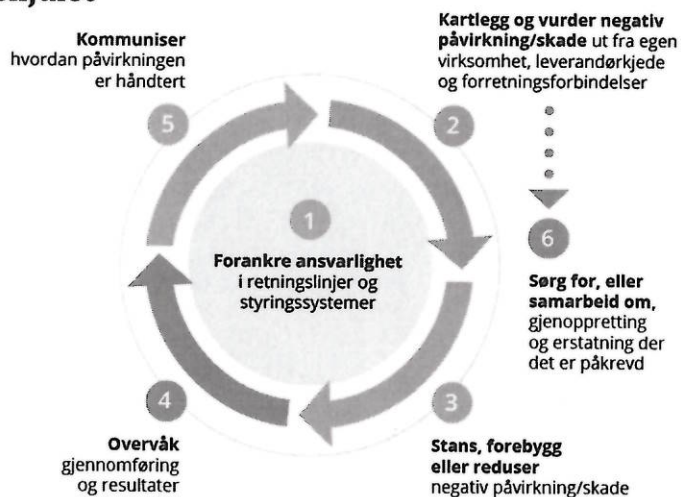 Kommuniser
hvordan påvirkningen
er håndtert
5
Kartlegg og vurder negativ
påvirkning/skade ut fra egen
virksomhet, leverandørkjede
og forretningsforbindelser
2
1
Forankre ansvarlighet
i retningslinjer og
styringssystemer
6
Sørg for, eller
samarbeid om,
gjenoppretting
og erstatning der
det er påkrevd
4
Overvåk
gjennomføring
og resultater
3
Stans, forebygg
eller reduser
negativ påvirkning/skade